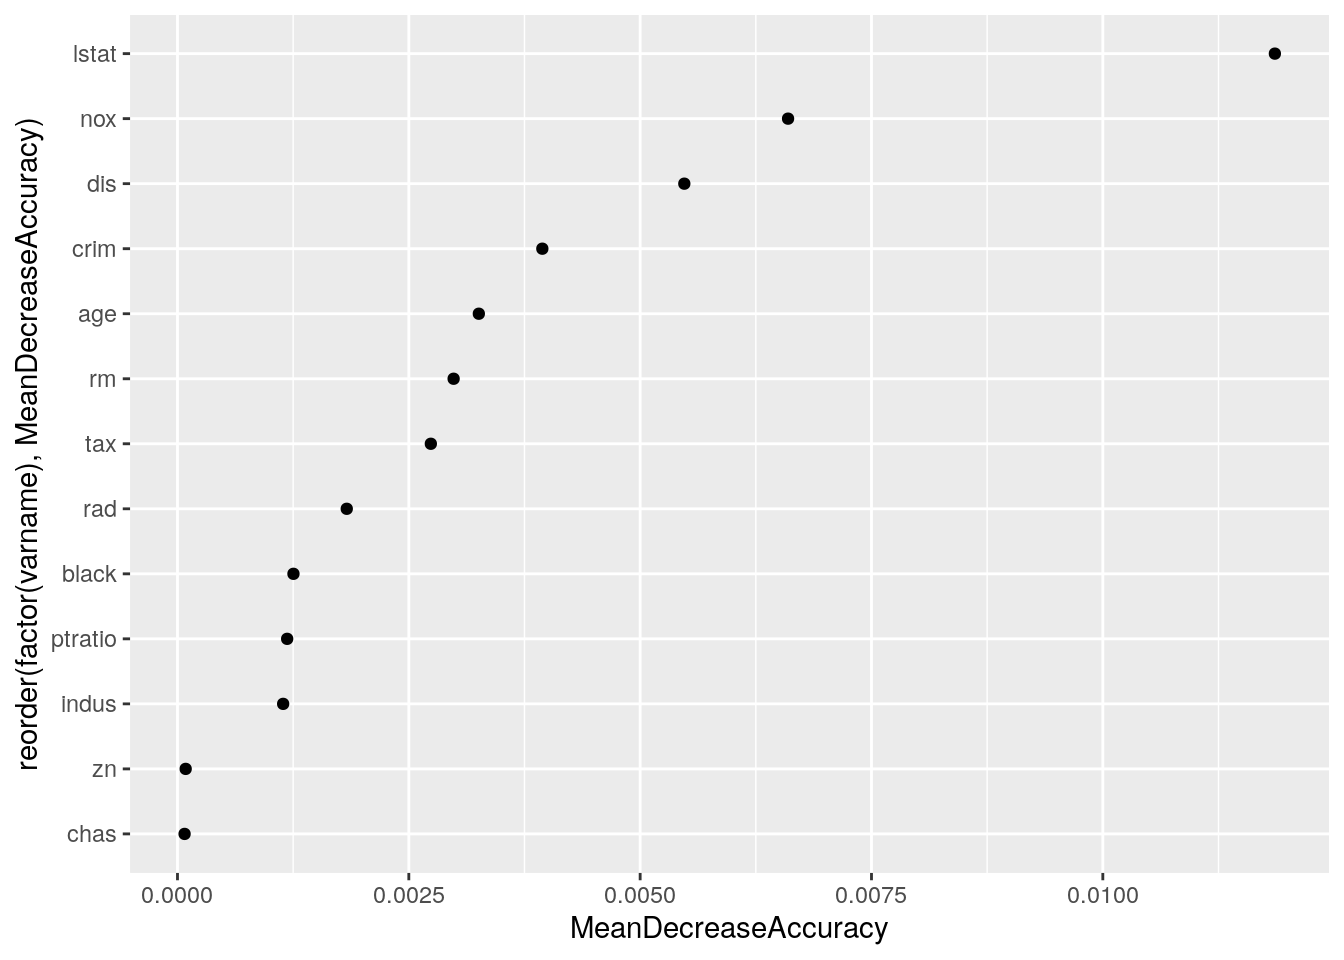 reorder(factor(varname), MeanDecreaseAccuracy)
lstat
nox
dis
crim
age
rm
tax
rad
black
ptratio
indus
zn
chas
0.0000 0.0025 0.0050 0.0075 0.0100
MeanDecreaseAccuracy